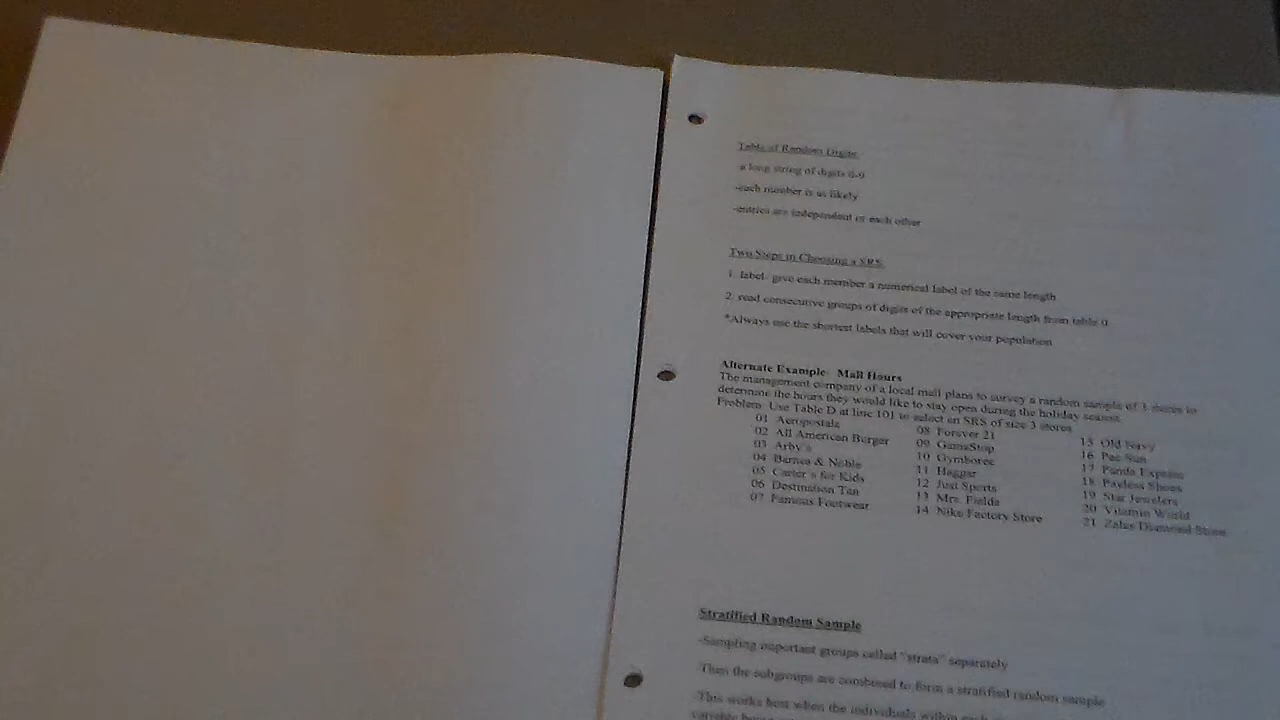 Table of Random Digits
-a long string of digits 0-9
-each number is as likely
-entries are independent of each other
Two Steps in Choosing a SRS
1. label- give each member a numerical label of the same length
2. read consecutive groups of digits of the appropriate length from table
*Always use the shortest labels that will cover your population
Alternate Example: Mall Hours
The management company of a local mall plans to survey a random sample of 3 stores to
determine the hours they would like to stay open during the holiday season.
Problem: Use Table D at line 101 to select an SRS of size 3 stores.
01 Aeropostale
02 All American Burger
03 Arby's
04 Barnes & Noble
05 Carter's for Kids
06 Destination Tan
07 Famous Footwear
08 Forever 21
09 GameStop
10 Gymboree
11 Haggar
12 Just Sports
13 Mrs. Fields
14 Nike Factory Store
15 Old Navy
16 Pac Sun
17 Panda Express
18 Payless Shoes
19 Star Jewelers
20 Vitamin World
21 Zales Diamond Store
Stratified Random Sample
-Sampling important groups called "strata" separately
-Then the subgroups are combined to form a stratified random sample
-This works best when the individuals within each